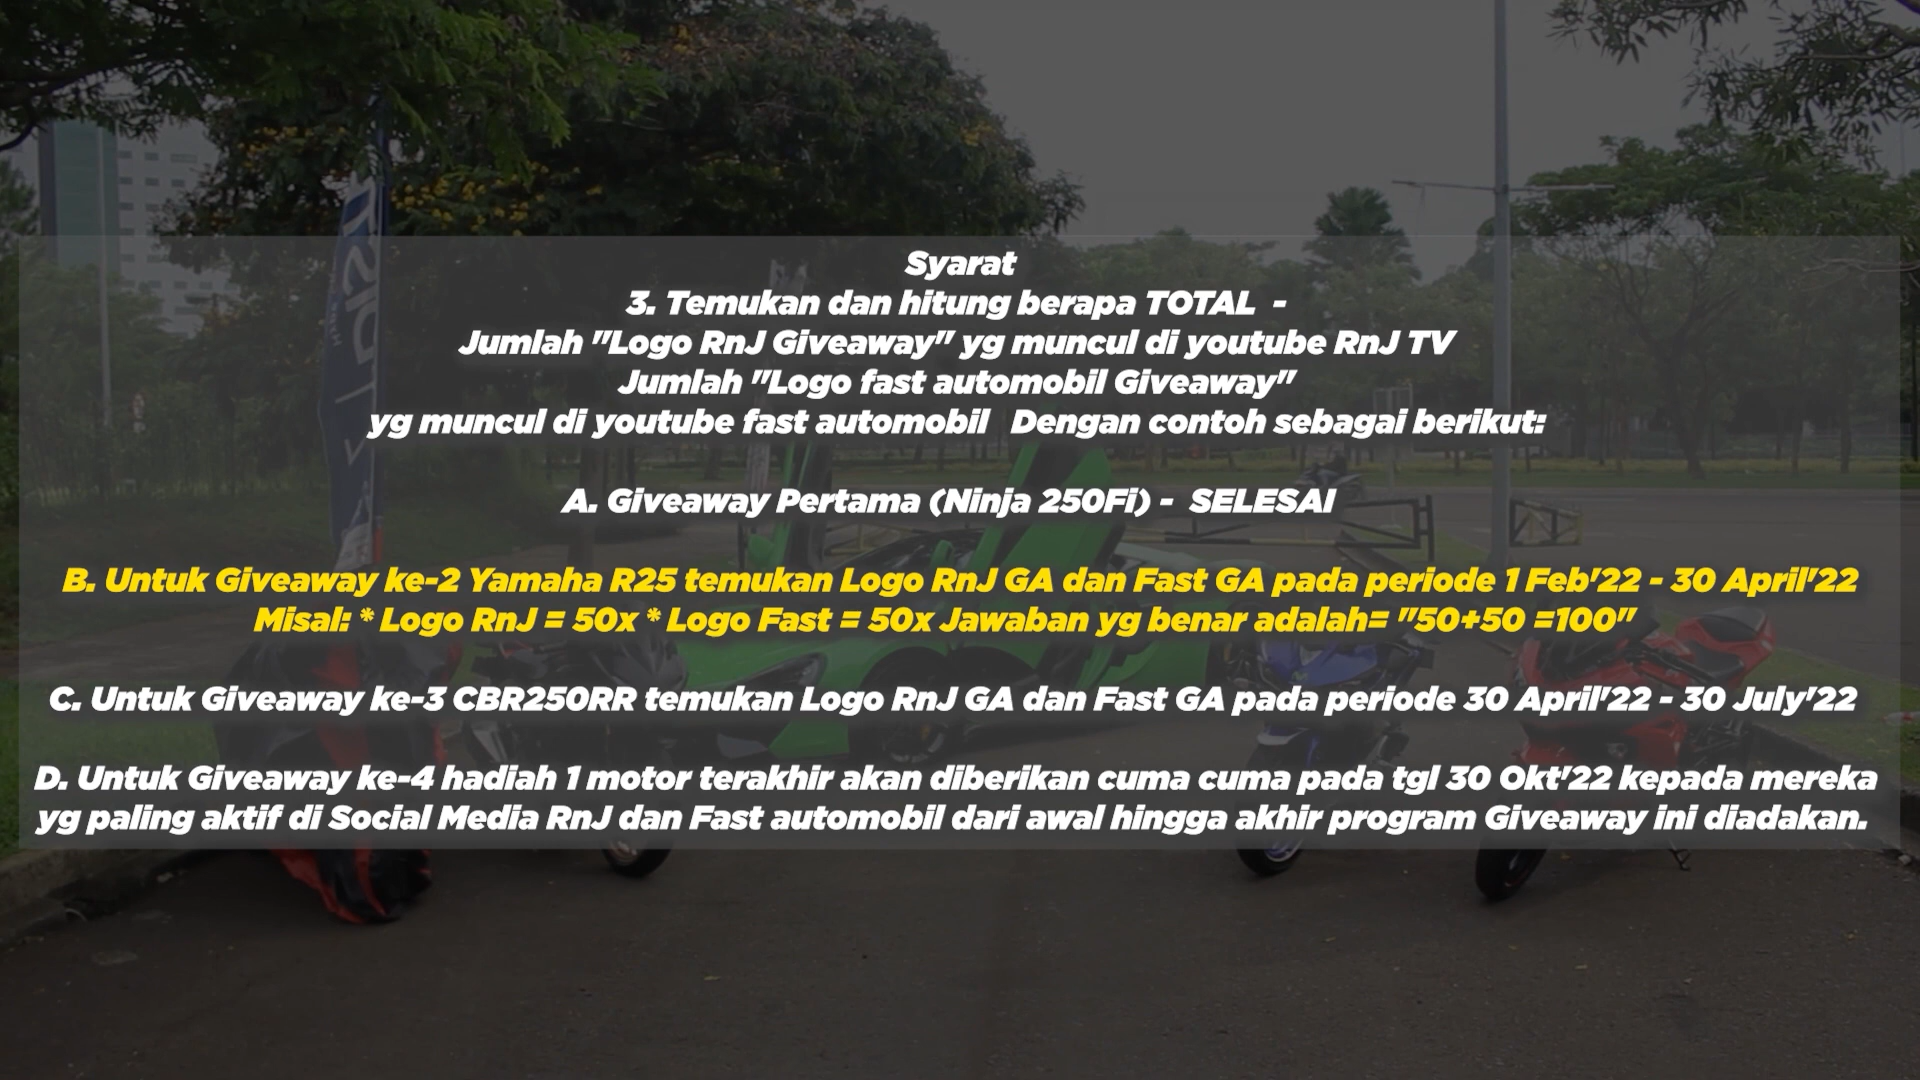 Syarat
3. Temukan dan hitung berapa TOTAL -
Jumlah "Logo RnJ Giveaway" yg muncul di youtube RnJ TV
Jumlah "Logo fast automobil Giveaway"
yg muncul di youtube fast automobil Dengan contoh sebagai berikut:
A. Giveaway Pertama (Ninja 250Fi) - SELESAI
B. Untuk Giveaway ke-2 Yamaha R25 temukan Logo RnJ GA dan Fast GA pada periode 1 Feb'22 - 30 April'22
Misal: * Logo RnJ = 50x * Logo Fast = 50x Jawaban yg benar adalah= "50+50 =100"
C. Untuk Giveaway ke-3 CBR250RR temukan Logo RnJ GA dan Fast GA pada periode 30 April'22 - 30 July'22
D. Untuk Giveaway ke-4 hadiah 1 motor terakhir akan diberikan cuma cuma pada tgl 30 Okt'22 kepada mereka
yg paling aktif di Social Media RnJ dan Fast automobil dari awal hingga akhir program Giveaway ini diadakan.